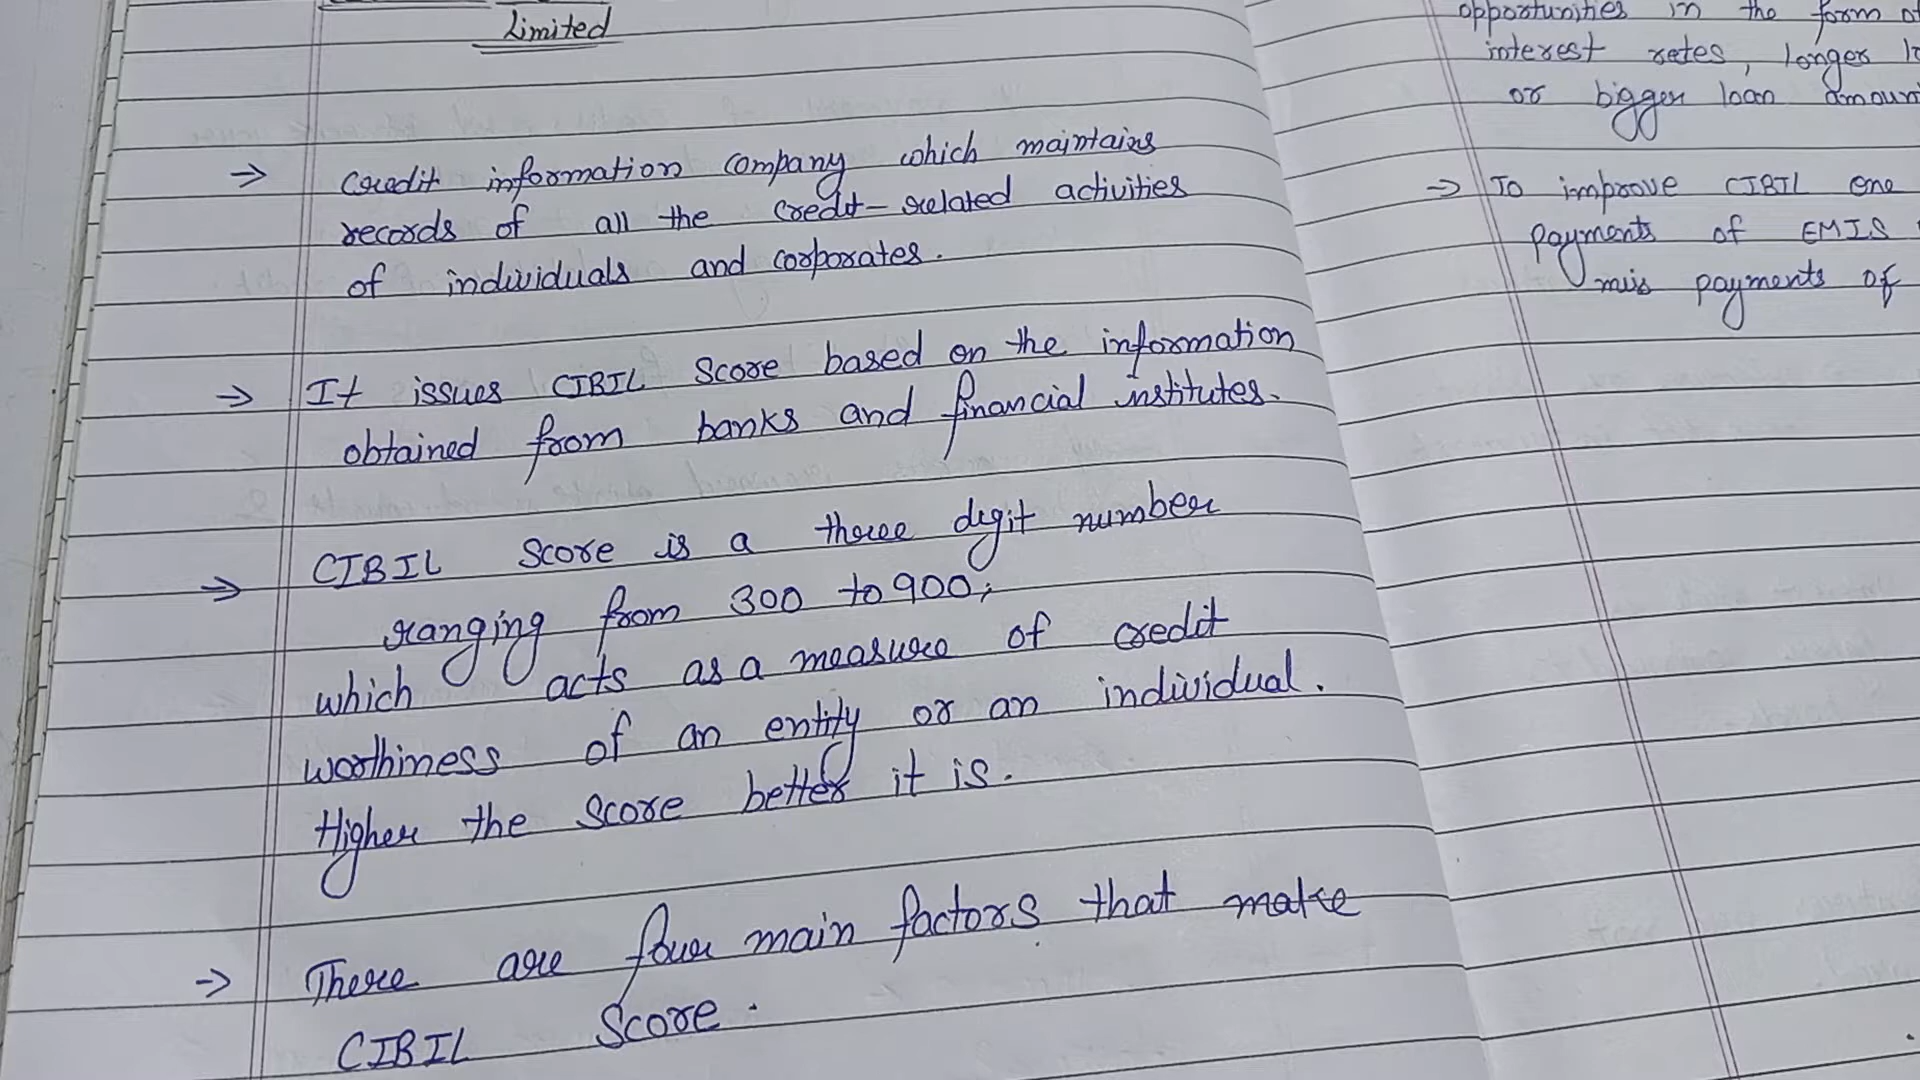 Limited
→ Credit information company which maintains
records of all the credit-related activities
of individuals and corporates.
→ It issues CIBIL Score based on the information
obtained from banks and financial institutes.
→ CIBIL Score is a three digit number
ranging from 300 to 900;
which acts as a measure of credit
worthiness of an entity or an individual.
Higher the score better it is.
→ There are four main factors that make
CIBIL Score.
opportunities in the form of
interest retes, longer
or bigger loan amoun
→ To improve CIBIL one
payments of EMIS
mis payments of